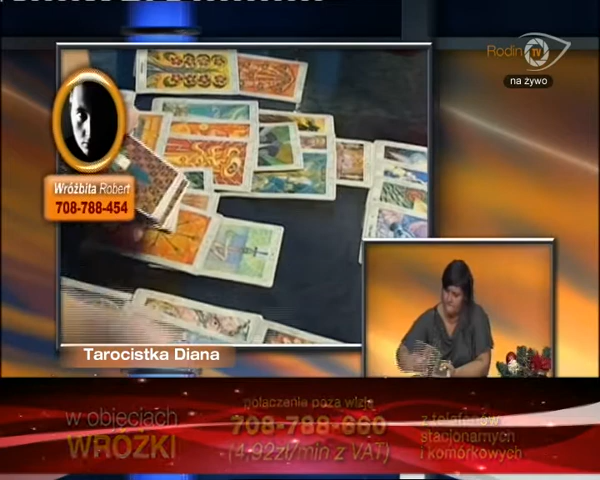 Rodin TV
na żywo
Wróżbita Robert
708-788-454
Tarocistka Diana
w objęciach
WRÓŻKI
połączenia poza wizją
708-788-660
(4,92zł/min z VAT)
z telefonów
stacjonarnych
i komórkowych